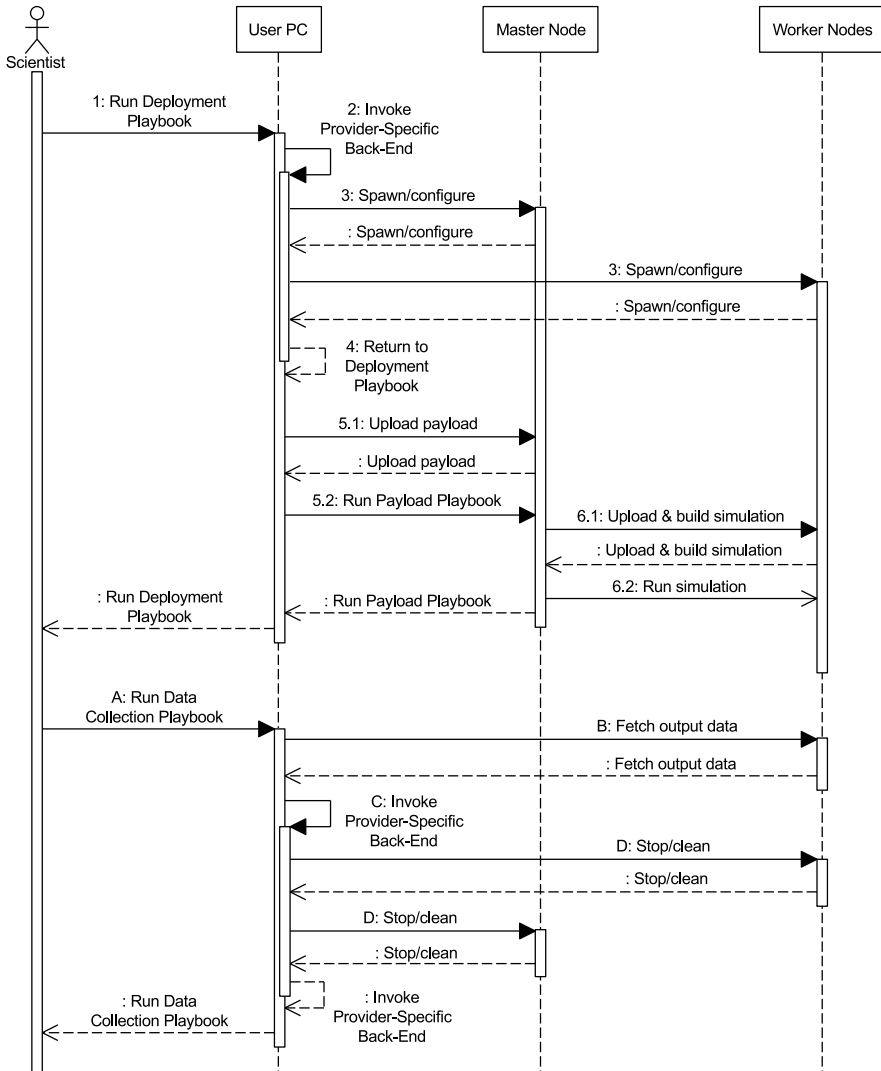 User PC
Master Node
Worker Nodes
Scientist
1: Run Deployment
Playbook
2: Invoke
Provider-Specific
Back-End
3: Spawn/configure
: Spawn/configure
3: Spawn/configure
: Spawn/configure
4: Return to
Deployment
Playbook
5.1: Upload payload
: Upload payload
5.2: Run Payload Playbook
6.1: Upload & build simulation
: Upload & build simulation
6.2: Run simulation
: Run Payload Playbook
: Run Deployment
Playbook
A: Run Data
Collection Playbook
B: Fetch output data
: Fetch output data
C: Invoke
Provider-Specific
Back-End
D: Stop/clean
: Stop/clean
D: Stop/clean
: Stop/clean
: Invoke
Provider-Specific
Back-End
: Run Data
Collection Playbook